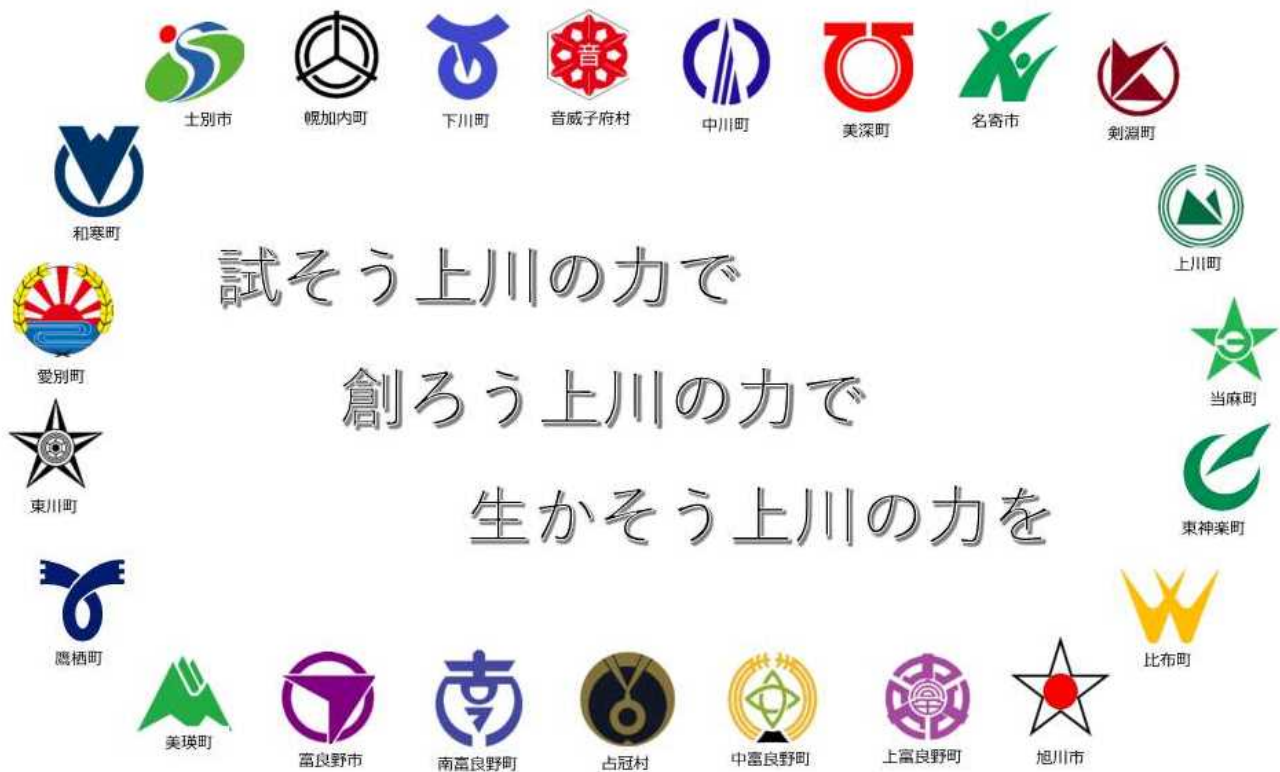 士別市
幌加内町
下川町
音
音威子府村
中川町
美深町
名寄市
剣淵町
和寒町
上川町
試そう上川の力で
愛別町
当麻町
創ろう上川の力で
東川町
東神楽町
生かそう上川の力を
鷹栖町
比布町
美瑛町
富良野市
南富良野町
占冠村
中富良野町
上富良野町
旭川市